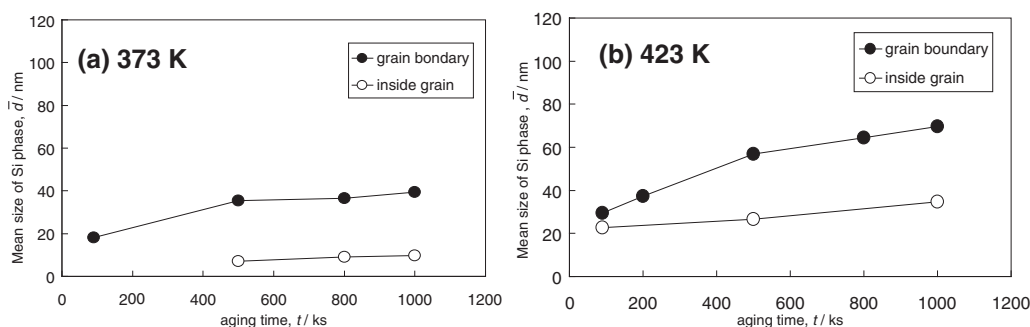 (a) 373 K
grain bondary
inside grain
Mean size of Si phase, d̄ / nm
120
100
80
60
40
20
0
0 200 400 600 800 1000 1200
aging time, t / ks
(b) 423 K
grain boundary
inside grain
Mean size of Si phase , d̄ / nm
120
100
80
60
40
20
0
0 200 400 600 800 1000 1200
aging time, t / ks